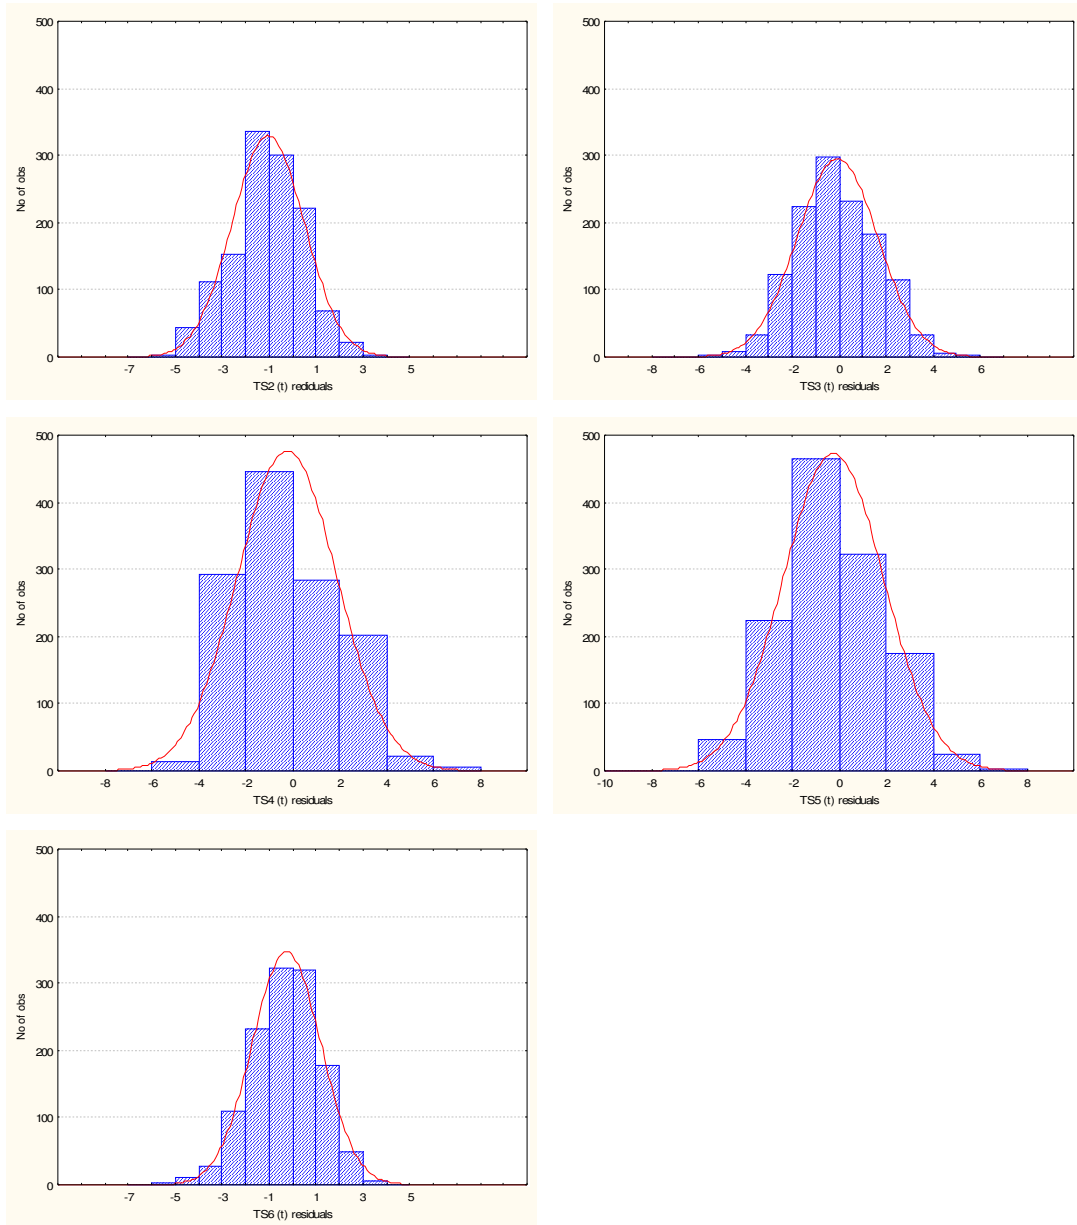 500
400
300
200
100
0
No of obs
-7 -5 -3 -1 1 3 5
TS2 (t) rediduals
500
400
300
200
100
0
No of obs
-8 -6 -4 -2 0 2 4 6
TS3 (t) residuals
500
400
300
200
100
0
No of obs
-8 -6 -4 -2 0 2 4 6 8
TS4 (t) residuals
500
400
300
200
100
0
No of obs
-10 -8 -6 -4 -2 0 2 4 6 8
TS5 (t) residuals
500
400
300
200
100
0
No of obs
-7 -5 -3 -1 1 3 5
TS6 (t) residuals